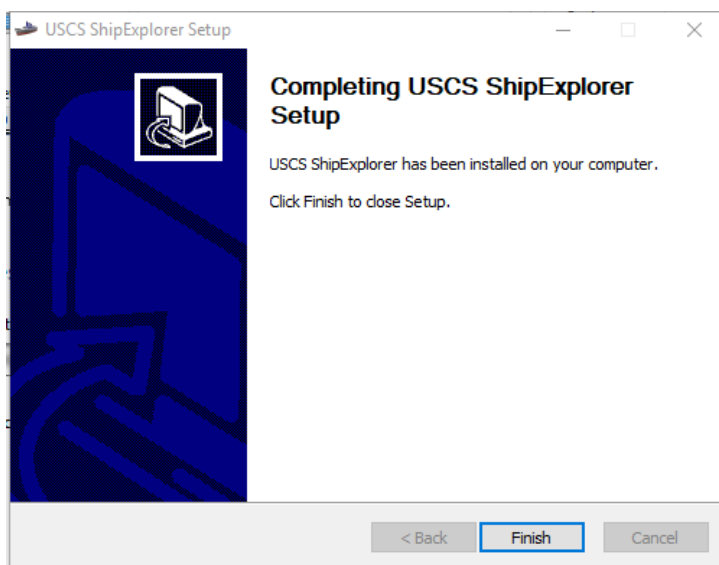 USCS ShipExplorer Setup
Completing USCS ShipExplorer
Setup
USCS ShipExplorer has been installed on your computer.
Click Finish to close Setup.
< Back
Finish
Cancel